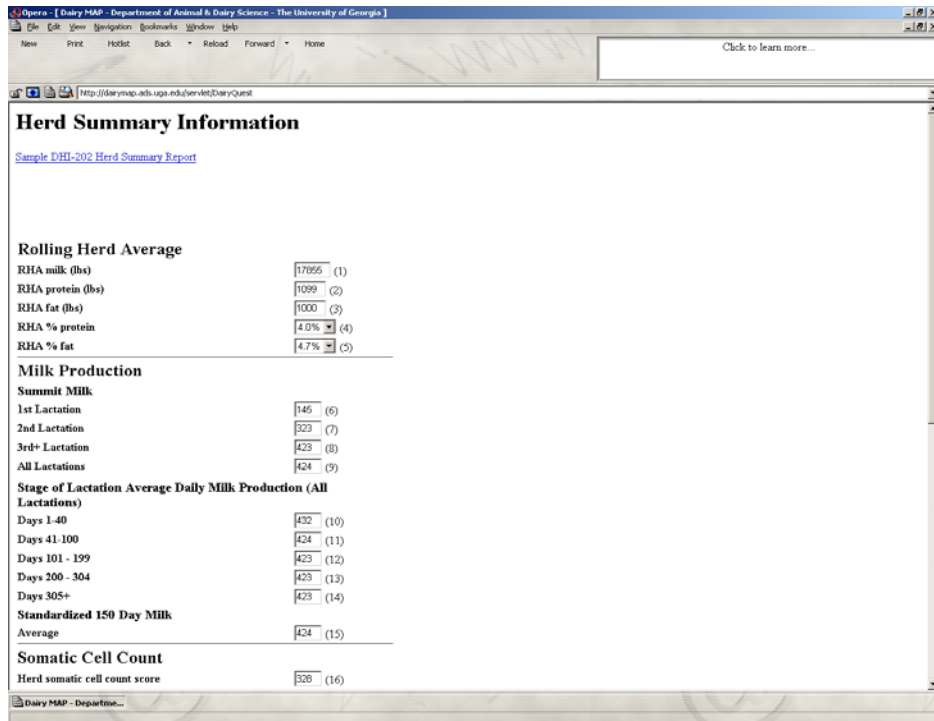 Opera - [ Dairy MAP - Department of Animal & Dairy Science - The University of Georgia ]
File Edit View Navigation Bookmarks Window Help
New Print Hotlist Back Reload Forward Home
Click to learn more...
http://dairymap.ads.uga.edu/servlet/DairyQuest
Herd Summary Information
Sample DHI-202 Herd Summary Report
Rolling Herd Average
RHA milk (lbs) 17855 (1)
RHA protein (lbs) 1099 (2)
RHA fat (lbs) 1000 (3)
RHA % protein 4.0% (4)
RHA % fat 4.7% (5)
Milk Production
Summit Milk
1st Lactation 145 (6)
2nd Lactation 323 (7)
3rd+ Lactation 423 (8)
All Lactations 424 (9)
Stage of Lactation Average Daily Milk Production (All
Lactations)
Days 1-40 432 (10)
Days 41-100 424 (11)
Days 101 - 199 423 (12)
Days 200 - 304 423 (13)
Days 305+ 423 (14)
Standardized 150 Day Milk
Average 424 (15)
Somatic Cell Count
Herd somatic cell count score 328 (16)
Dairy MAP - Departme...